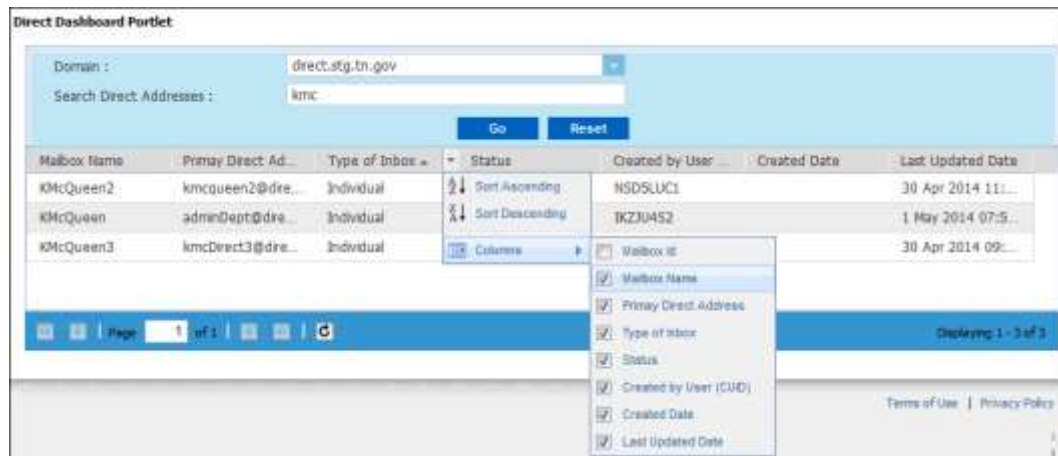 Direct Dashboard Portlet
Domain : direct.stg.tn.gov
Search Direct Addresses : kmc
Go Reset
Mailbox Name Primay Direct Ad... Type of Inbox Status Created by User ... Created Date Last Updated Date
KMcQueen2 kmcqueen2@dire... Individual NSD5LUC1 30 Apr 2014 11:...
KMcQueen adminDept@dire... Individual IKZJU4S2 1 May 2014 07:5...
KMcQueen3 kmcDirect3@dire... Individual 30 Apr 2014 09:...
Sort Ascending
Sort Descending
Columns
Mailbox Id
Mailbox Name
Primay Direct Address
Type of Inbox
Status
Created by User (CUID)
Created Date
Last Updated Date
Page 1 of 1
Displaying 1 - 3 of 3
Terms of Use | Privacy Policy